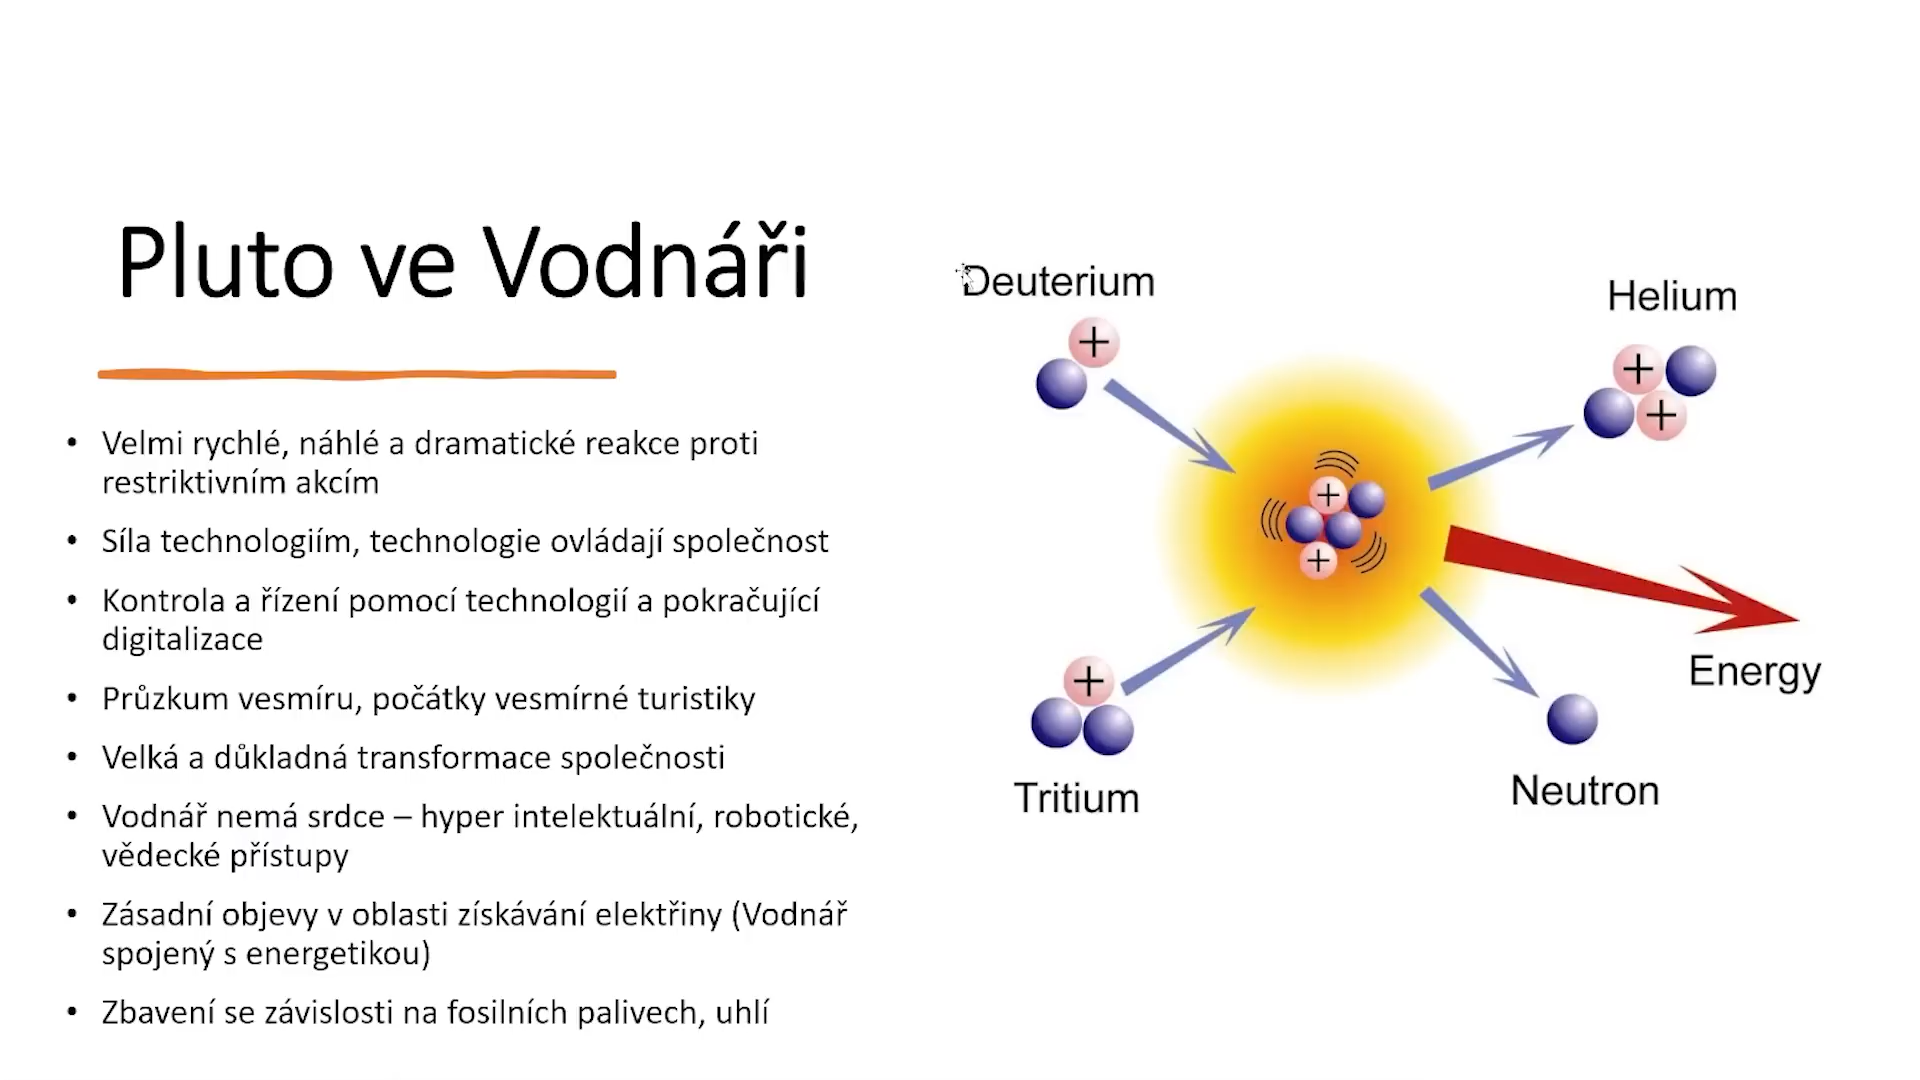 Pluto ve Vodnáři
• Velmi rychlé, náhlé a dramatické reakce proti
restriktivním akcím
• Síla technologiím, technologie ovládají společnost
• Kontrola a řízení pomocí technologií a pokračující
digitalizace
• Průzkum vesmíru, počátky vesmírné turistiky
• Velká a důkladná transformace společnosti
• Vodnář nemá srdce – hyper intelektuální, robotické,
vědecké přístupy
• Zásadní objevy v oblasti získávání elektřiny (Vodnář
spojený s energetikou)
• Zbavení se závislosti na fosilních palivech, uhlí
Deuterium
+
Helium
+
+
+
+
Energy
+
Tritium
Neutron